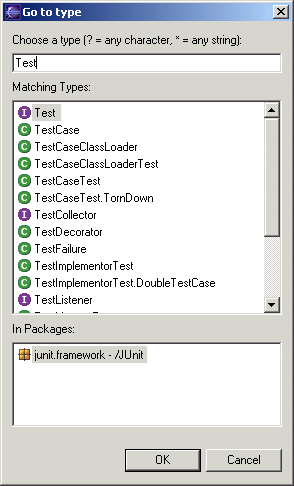 Go to type
Choose a type (? = any character, * = any string):
Test
Matching Types:
I Test
C TestCase
C TestCaseClassLoader
C TestCaseClassLoaderTest
C TestCaseTest
C TestCaseTest.TornDown
I TestCollector
C TestDecorator
C TestFailure
C TestImplementorTest
C TestImplementorTest.DoubleTestCase
I TestListener
In Packages:
junit.framework - /JUnit
OK Cancel